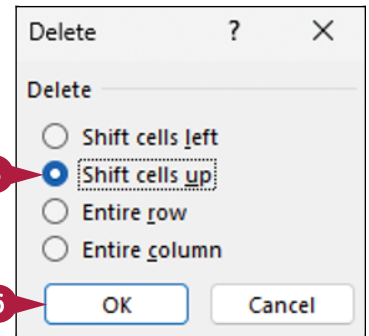 Delete ?
Delete
Shift cells left
Shift cells up
Entire row
Entire column
OK Cancel